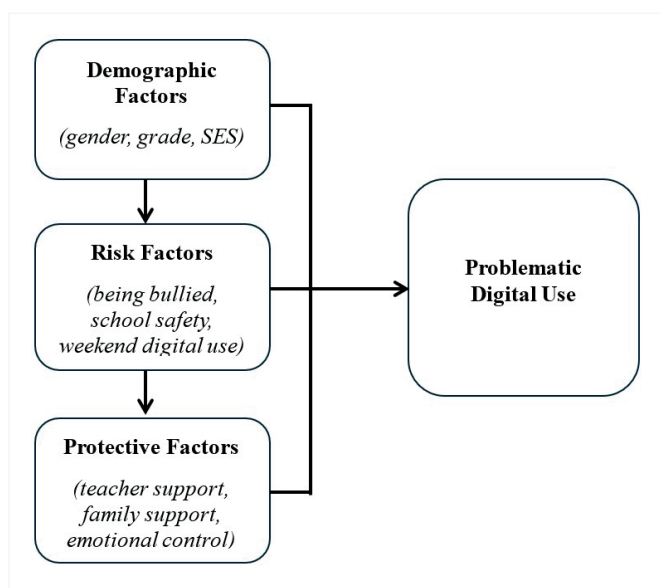 Demographic
Factors
(gender, grade, SES)
Risk Factors
(being bullied,
school safety,
weekend digital use)
Problematic
Digital Use
Protective Factors
(teacher support,
family support,
emotional control)